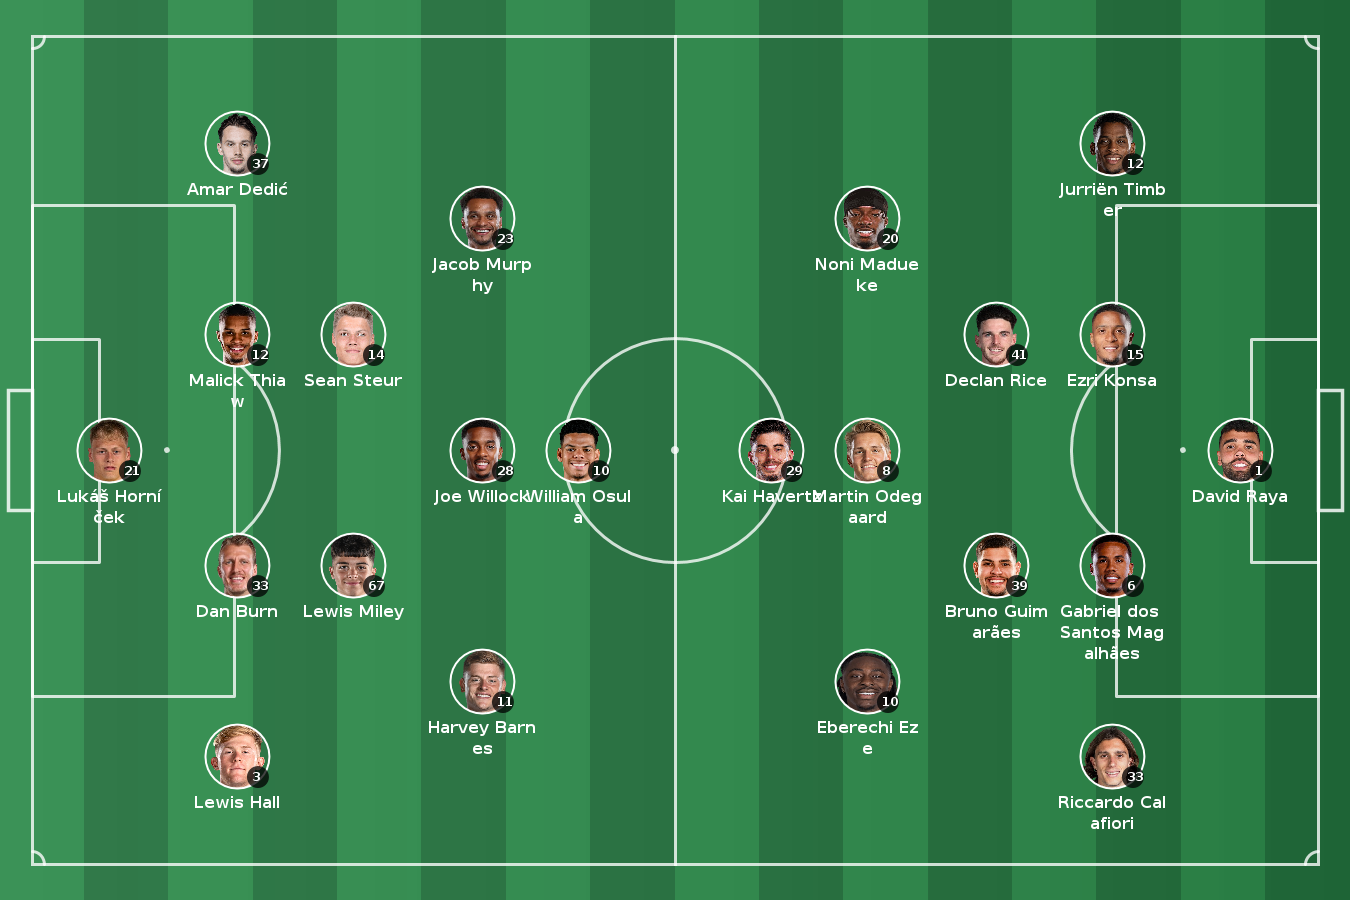 37
Amar Dedić
12
Jurriën Timb
er
23
Jacob Murp
hy
20
Noni Madue
ke
12
Malick Thia
w
14
Sean Steur
41
Declan Rice
15
Ezri Konsa
21
Lukáš Horní
ček
28
Joe Willock
10
William Osul
a
29
Kai Havertz
8
Martin Odeg
aard
1
David Raya
33
Dan Burn
67
Lewis Miley
39
Bruno Guim
arães
6
Gabriel dos
Santos Mag
alhães
11
Harvey Barn
es
10
Eberechi Ez
e
3
Lewis Hall
33
Riccardo Cal
afiori